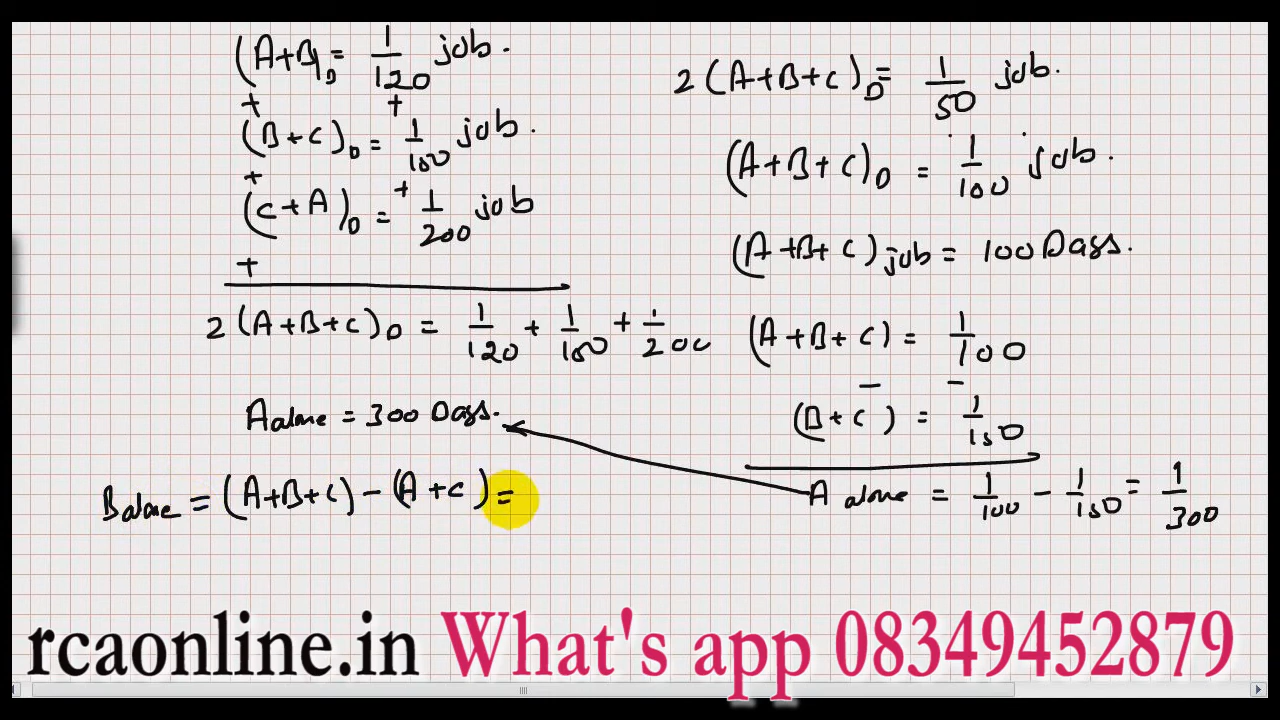 (A+B)D = 1/120 job.
+ +
(B+C)D = 1/150 job.
+ +
(C+A)D = 1/200 job
+
2(A+B+C)D = 1/120 + 1/150 + 1/200
A alone = 300 Days.
B alone = (A+B+C) - (A+C) =
2(A+B+C)D = 1/50 job.
(A+B+C)D = 1/100 job.
(A+B+C)job = 100 Days.
(A+B+C) = 1/100
- -
(B+C) = 1/150
A alone = 1/100 - 1/150 = 1/300
rcaonline.in What's app 08349452879